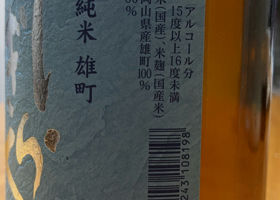 純米 雄町
アルコール分
15度以上16度未満
米(国産)、米麹(国産米)
岡山県産雄町100%
243108198